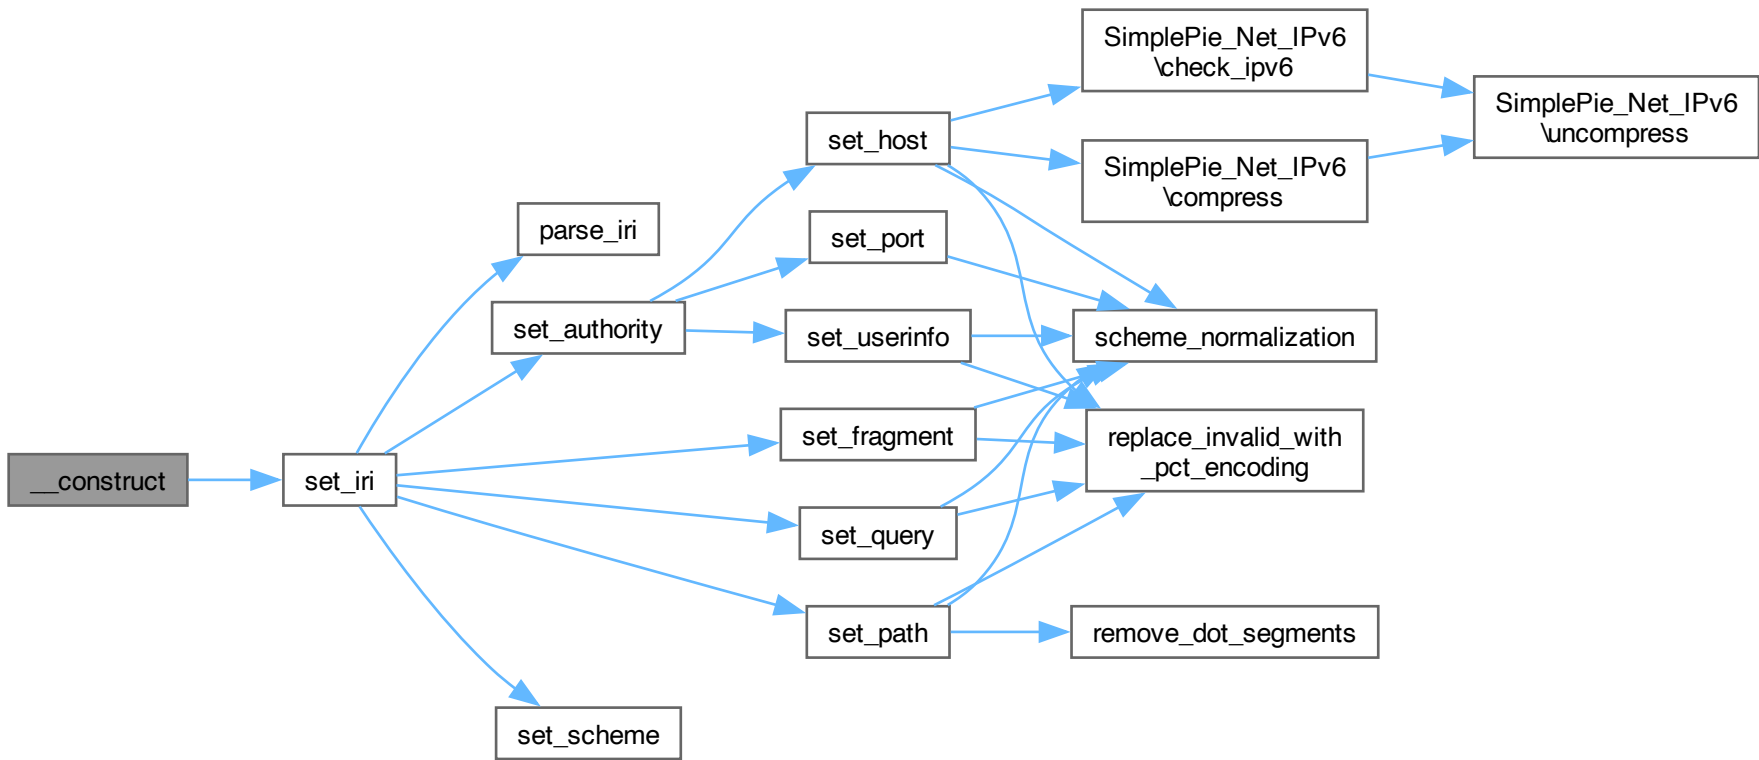 __construct
set_iri
parse_iri
set_authority
set_scheme
set_host
set_port
set_userinfo
set_fragment
set_query
set_path
SimplePie_Net_IPv6
\check_ipv6
SimplePie_Net_IPv6
\compress
scheme_normalization
replace_invalid_with
_pct_encoding
remove_dot_segments
SimplePie_Net_IPv6
\uncompress